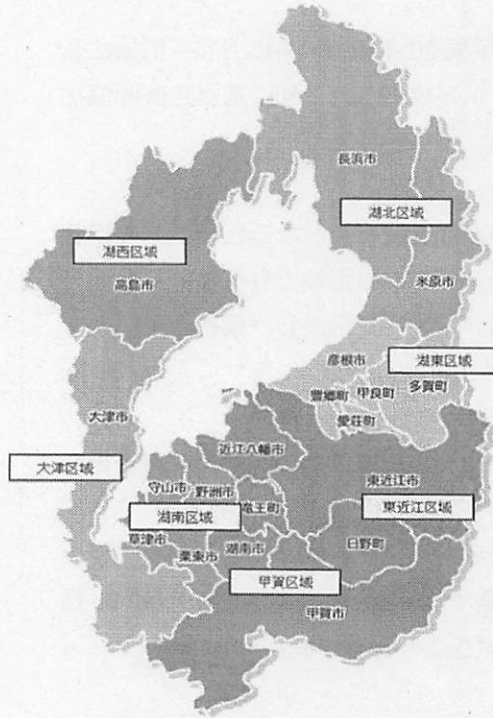 長浜市
湖北区域
湖西区域
高島市
米原市
彦根市
湖東区域
豊郷町
甲良町
多賀町
愛荘町
大津市
近江八幡市
大津区域
守山市
野洲市
竜王町
東近江市
湖南区域
東近江区域
草津市
栗東市
湖南市
日野町
甲賀区域
甲賀市